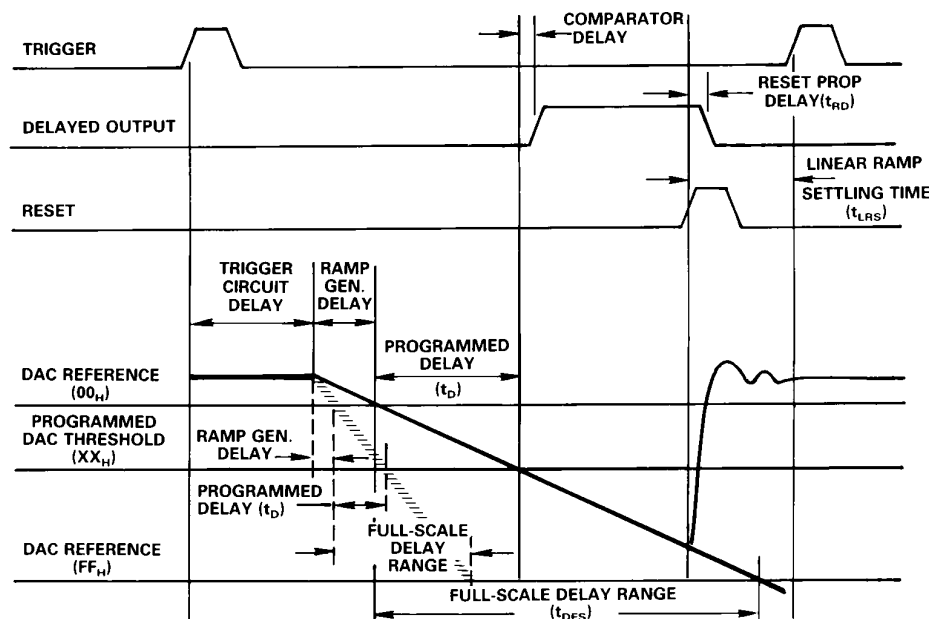 COMPARATOR
DELAY
TRIGGER
RESET PROP
DELAY(tRD)
DELAYED OUTPUT
LINEAR RAMP
SETTLING TIME
(tLRS)
RESET
TRIGGER
CIRCUIT
DELAY
RAMP
GEN.
DELAY
PROGRAMMED
DELAY
(tD)
DAC REFERENCE
(00H)
PROGRAMMED
DAC THRESHOLD
(XXH)
RAMP GEN.
DELAY
PROGRAMMED
DELAY (tD)
FULL-SCALE
DELAY
RANGE
DAC REFERENCE
(FFH)
FULL-SCALE DELAY RANGE
(tDFS)